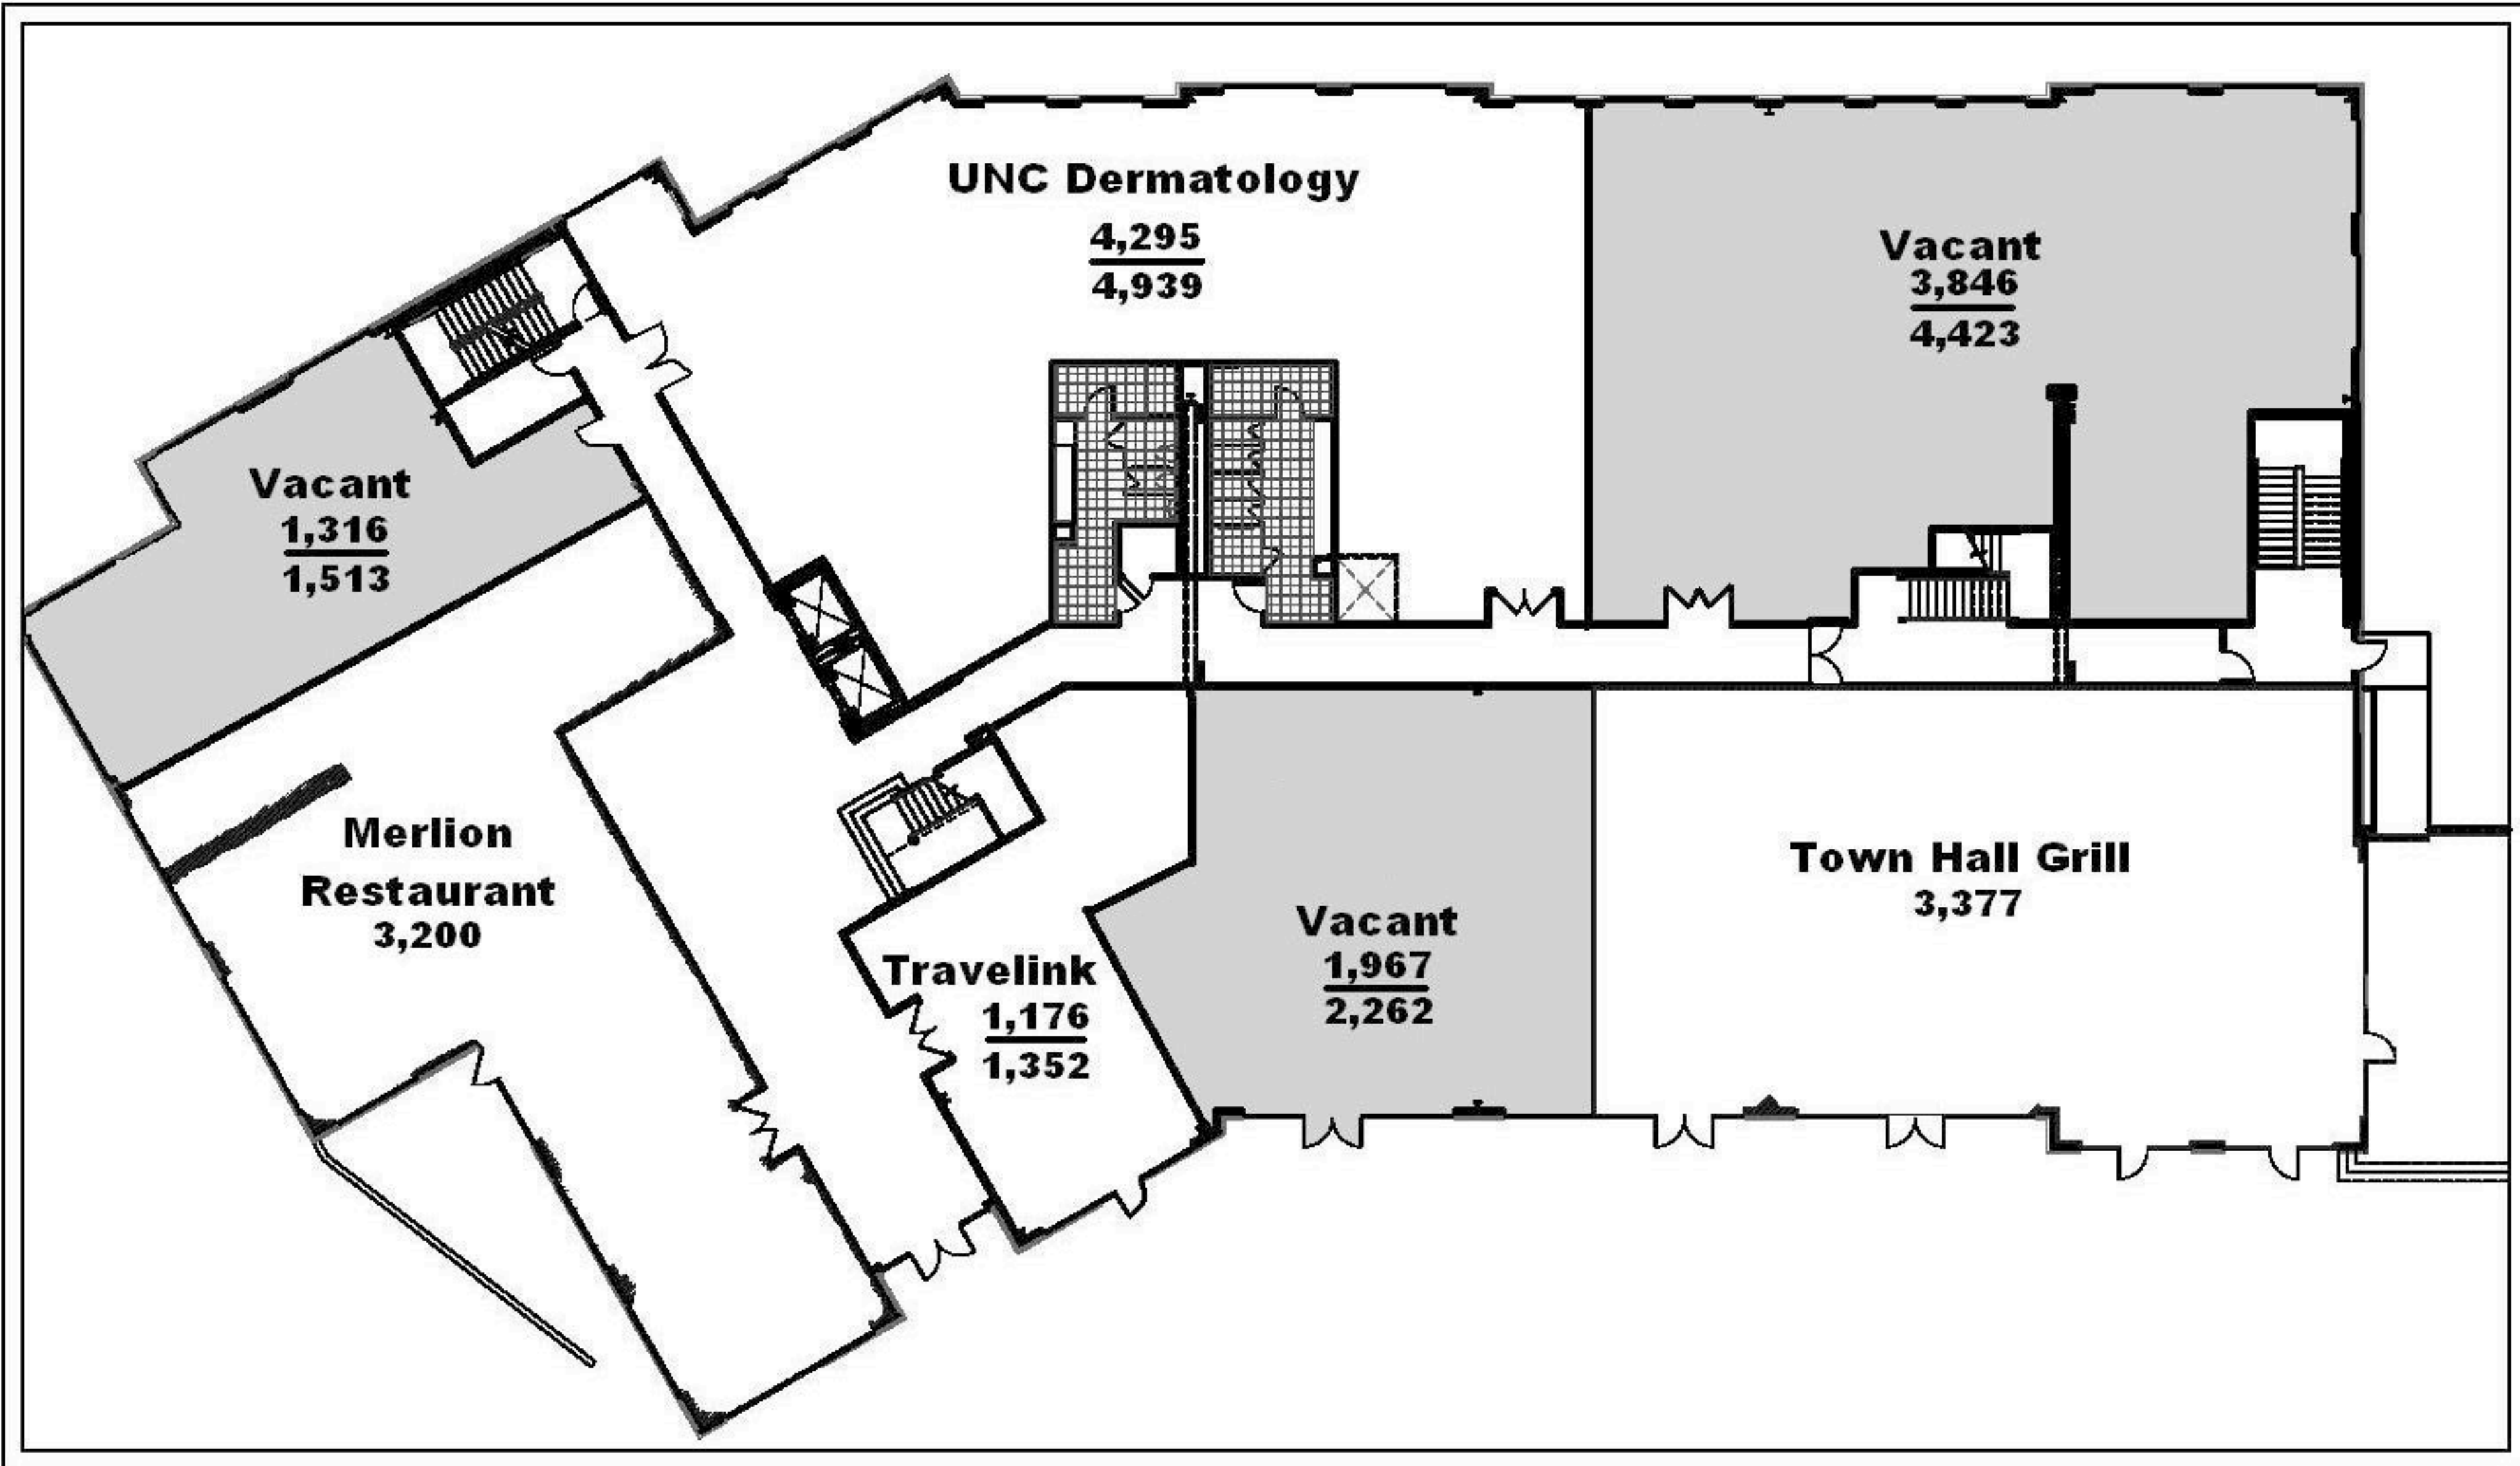 UNC Dermatology
4,295
4,939
Vacant
3,846
4,423
Vacant
1,316
1,513
Merlion
Restaurant
3,200
Travelink
1,176
1,352
Vacant
1,967
2,262
Town Hall Grill
3,377